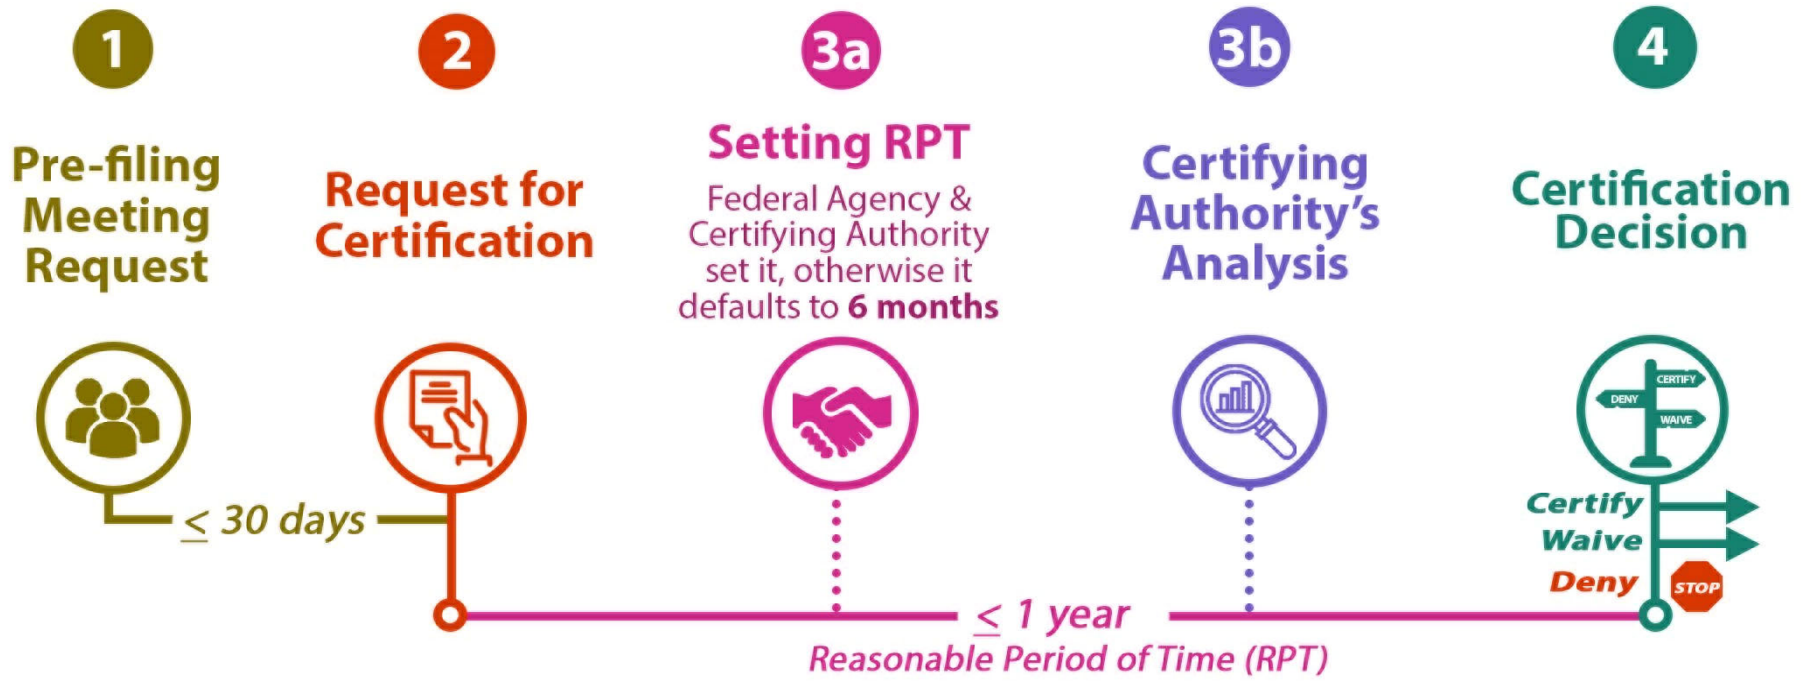 1
Pre-filing
Meeting
Request
2
Request for
Certification
3a
Setting RPT
Federal Agency &
Certifying Authority
set it, otherwise it
defaults to 6 months
3b
Certifying
Authority's
Analysis
4
Certification
Decision
CERTIFY
DENY
WAIVE
≤ 30 days
Certify
Waive
Deny
STOP
≤ 1 year
Reasonable Period of Time (RPT)